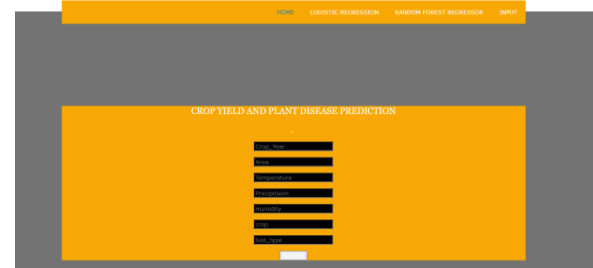 HOME LOGISTIC REGRESSION RANDOM FOREST REGRESSOR INPUT
CROP YIELD AND PLANT DISEASE PREDICTION
Crop_Year
Area
Temperature
Precipitaion
Humidity
crop
Soil_type